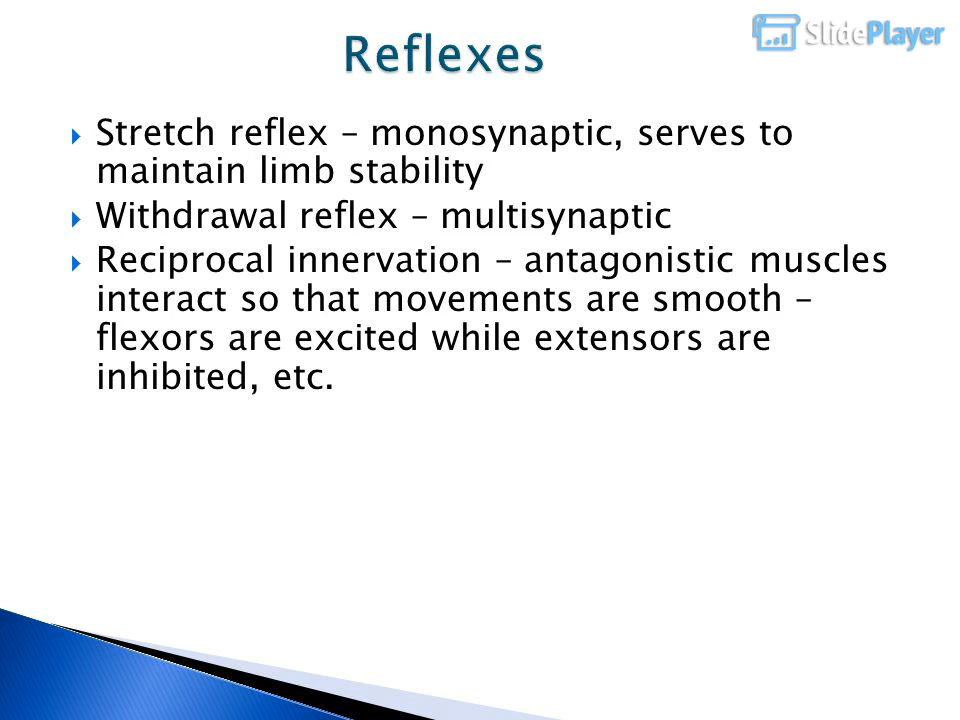 Reflexes
SlidePlayer
Stretch reflex – monosynaptic, serves to
maintain limb stability
Withdrawal reflex – multisynaptic
Reciprocal innervation – antagonistic muscles
interact so that movements are smooth –
flexors are excited while extensors are
inhibited, etc.